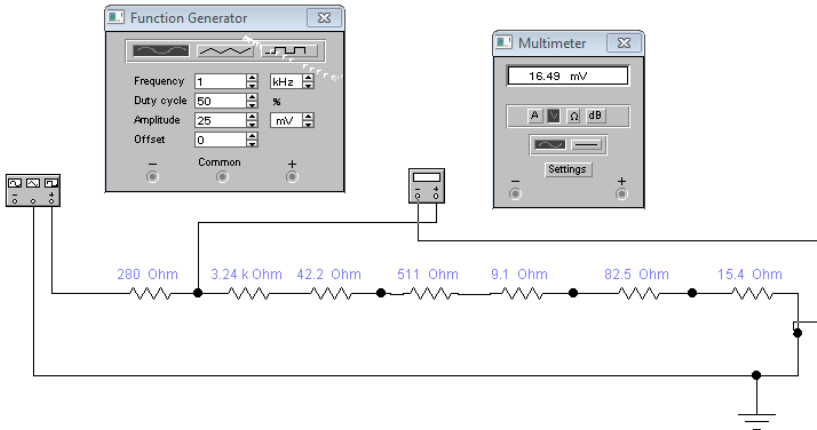 Function Generator
Frequency 1 kHz
Duty cycle 50 %
Amplitude 25 mV
Offset 0
− Common +
Multimeter
16.49 mV
A V Ω dB
Settings
− +
− +
− +
280 Ohm 3.24 k Ohm 42.2 Ohm 511 Ohm 9.1 Ohm 82.5 Ohm 15.4 Ohm